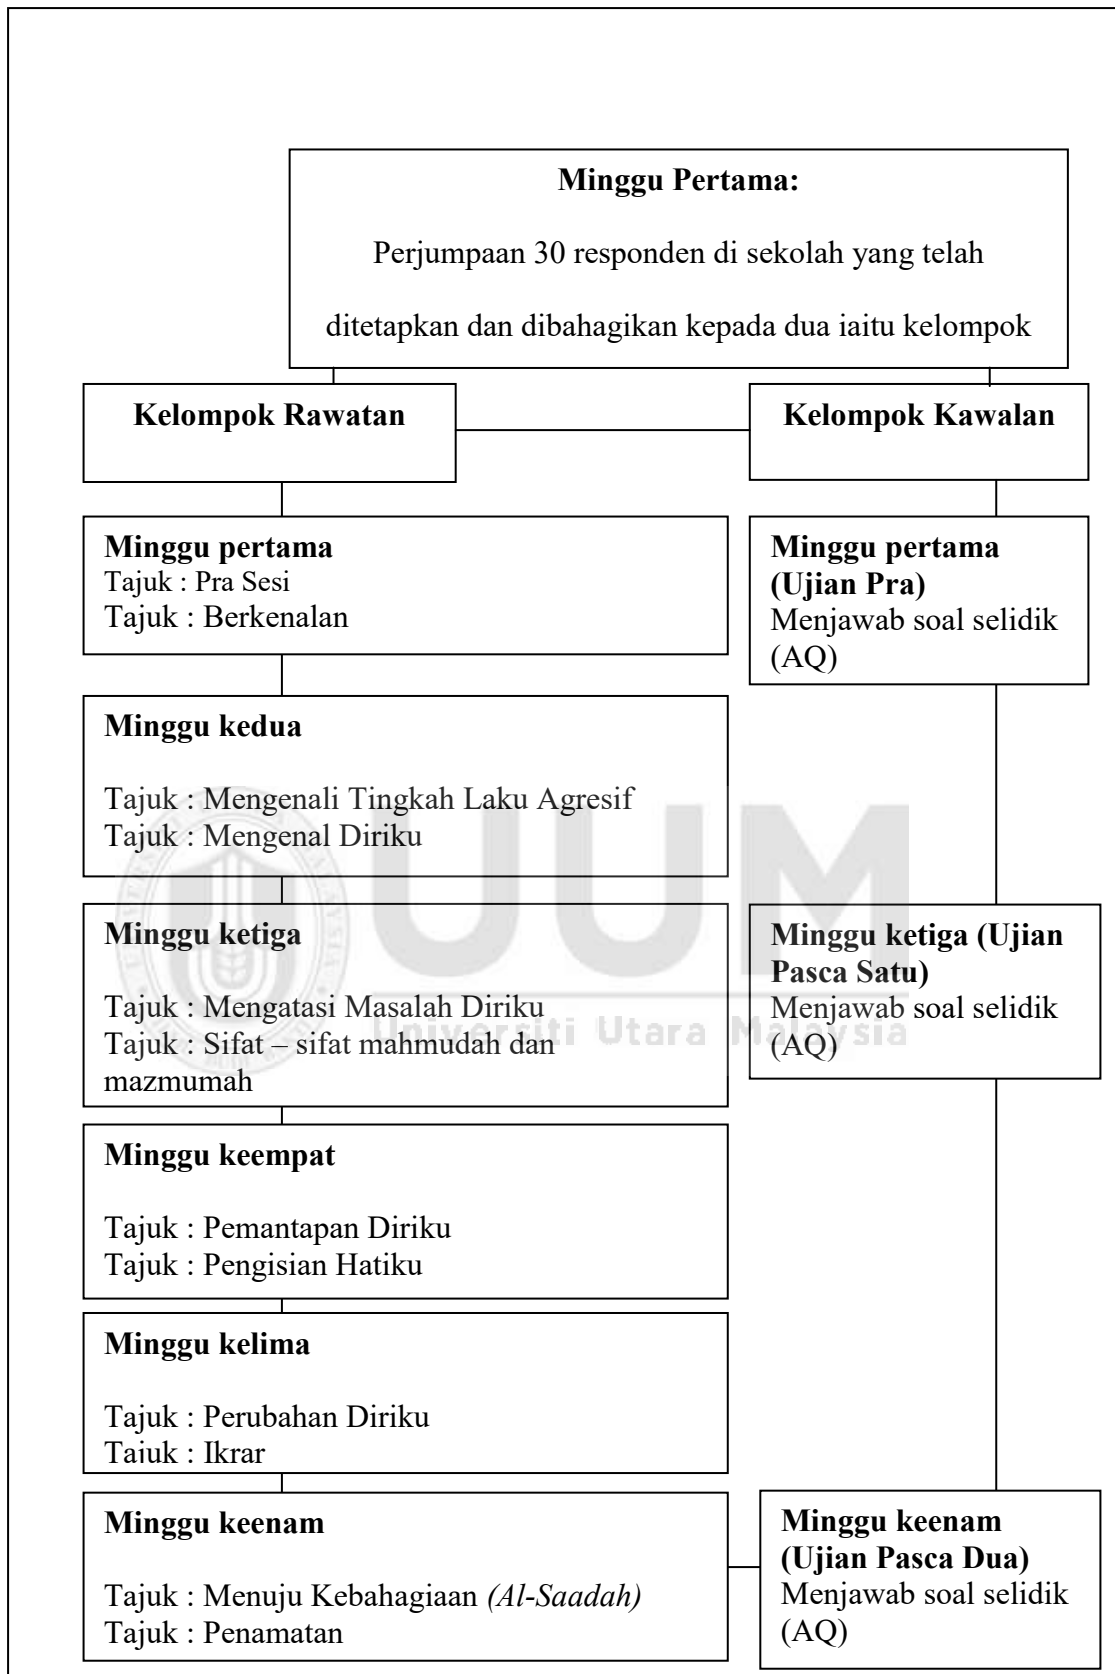 Minggu Pertama:
Perjumpaan 30 responden di sekolah yang telah
ditetapkan dan dibahagikan kepada dua iaitu kelompok
Kelompok Rawatan
Kelompok Kawalan
Minggu pertama
Tajuk : Pra Sesi
Tajuk : Berkenalan
Minggu pertama
(Ujian Pra)
Menjawab soal selidik
(AQ)
Minggu kedua
Tajuk : Mengenali Tingkah Laku Agresif
Tajuk : Mengenal Diriku
Minggu ketiga
Tajuk : Mengatasi Masalah Diriku
Tajuk : Sifat – sifat mahmudah dan
mazmumah
Minggu ketiga (Ujian
Pasca Satu)
Menjawab soal selidik
(AQ)
UUM
Universiti Utara Malaysia
Minggu keempat
Tajuk : Pemantapan Diriku
Tajuk : Pengisian Hatiku
Minggu kelima
Tajuk : Perubahan Diriku
Tajuk : Ikrar
Minggu keenam
Tajuk : Menuju Kebahagiaan (Al-Saadah)
Tajuk : Penamatan
Minggu keenam
(Ujian Pasca Dua)
Menjawab soal selidik
(AQ)